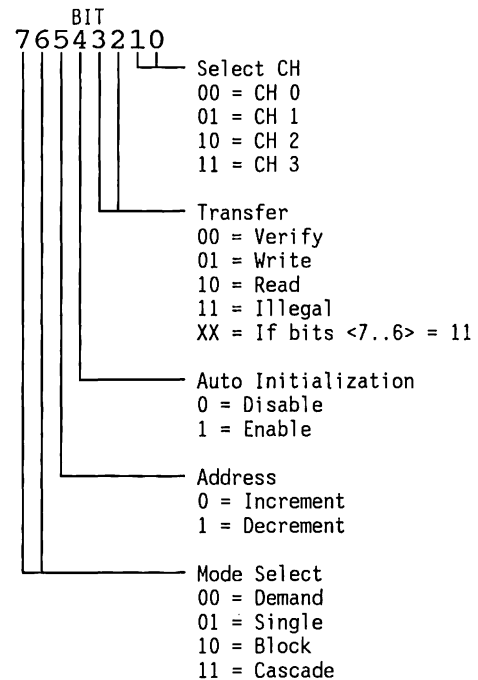 BIT
76543210
Select CH
00 = CH 0
01 = CH 1
10 = CH 2
11 = CH 3
Transfer
00 = Verify
01 = Write
10 = Read
11 = Illegal
XX = If bits <7..6> = 11
Auto Initialization
0 = Disable
1 = Enable
Address
0 = Increment
1 = Decrement
Mode Select
00 = Demand
01 = Single
10 = Block
11 = Cascade